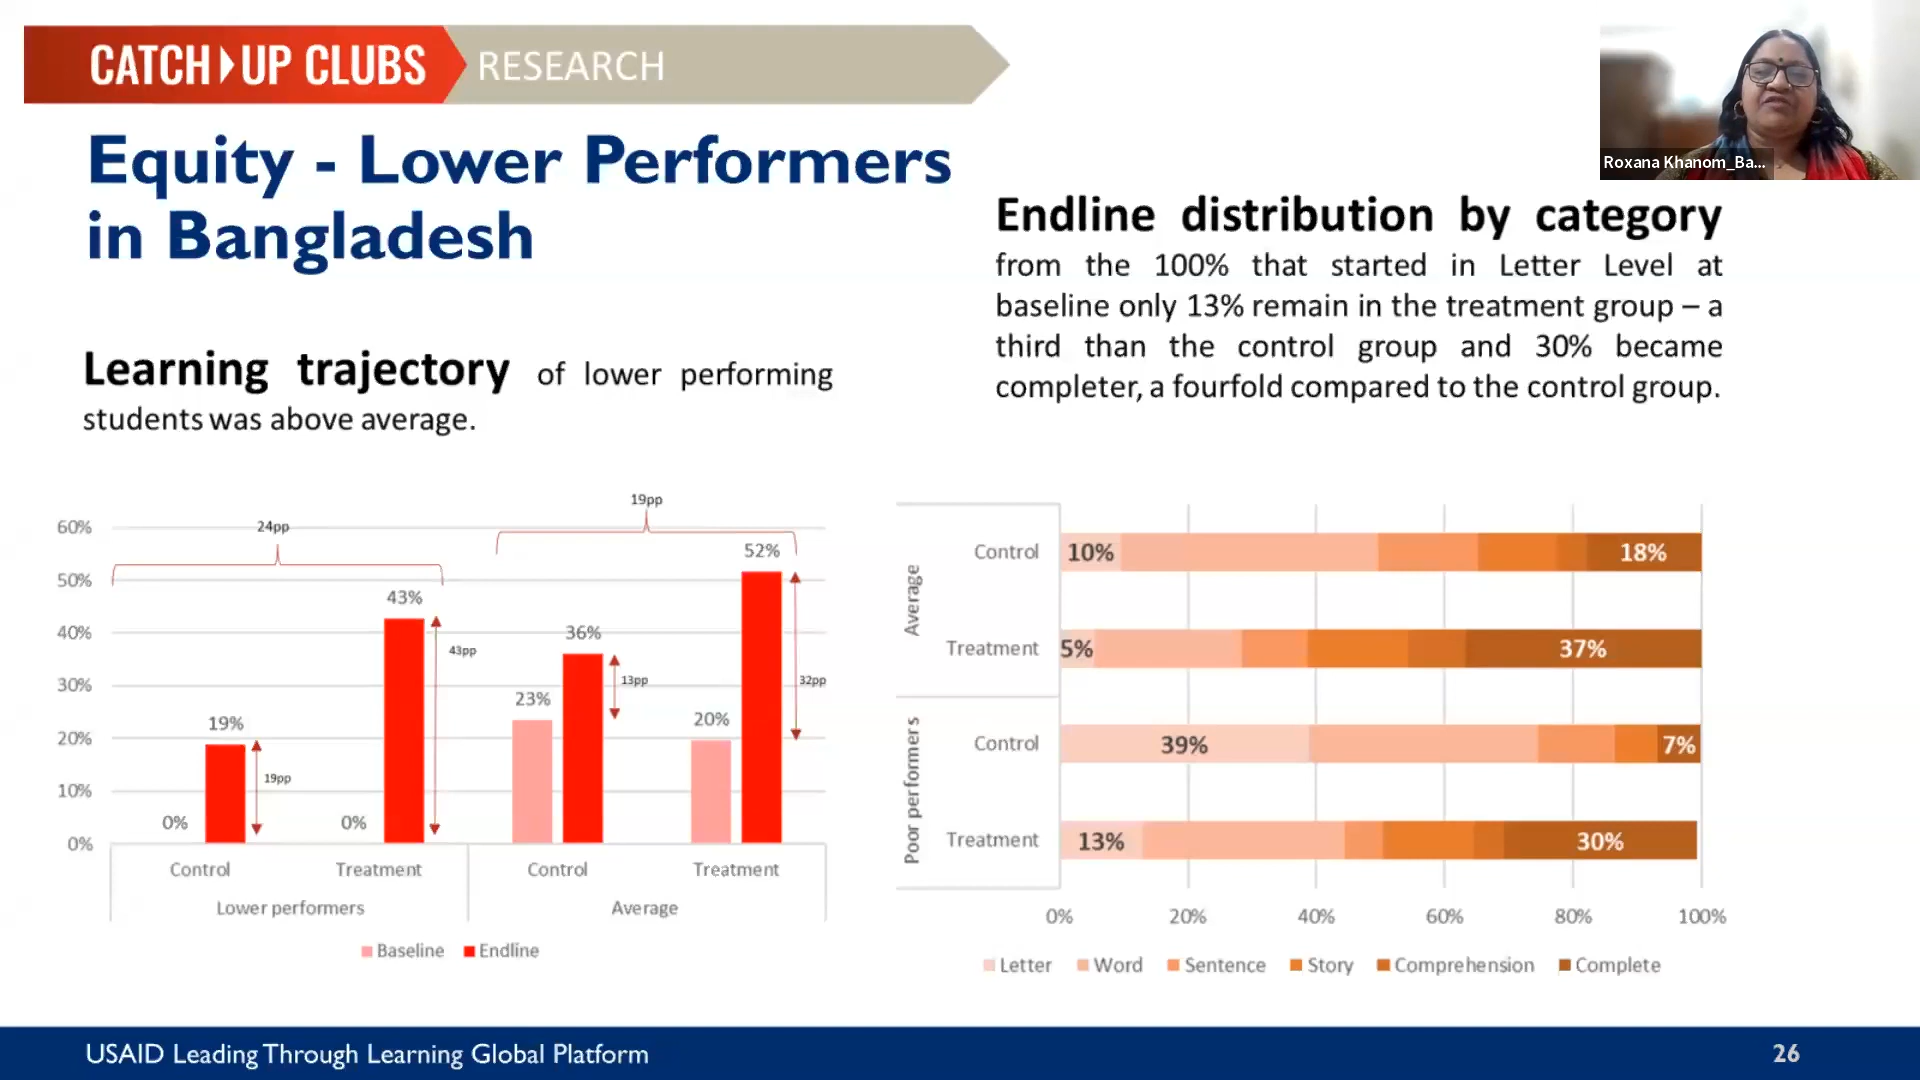 CATCH UP CLUBS RESEARCH
Roxana Khanom_Ba...
Equity - Lower Performers
in Bangladesh
Learning trajectory of lower performing
students was above average.
Endline distribution by category
from the 100% that started in Letter Level at
baseline only 13% remain in the treatment group – a
third than the control group and 30% became
completer, a fourfold compared to the control group.
60%
50%
40%
30%
20%
10%
0%
24pp
19pp
0%
19%
19pp
0%
43%
43pp
23%
36%
13pp
20%
52%
32pp
Control
Treatment
Control
Treatment
Lower performers
Average
Baseline
Endline
Average
Control
10%
18%
Treatment
5%
37%
Poor performers
Control
39%
7%
Treatment
13%
30%
0%
20%
40%
60%
80%
100%
Letter
Word
Sentence
Story
Comprehension
Complete
USAID Leading Through Learning Global Platform
26